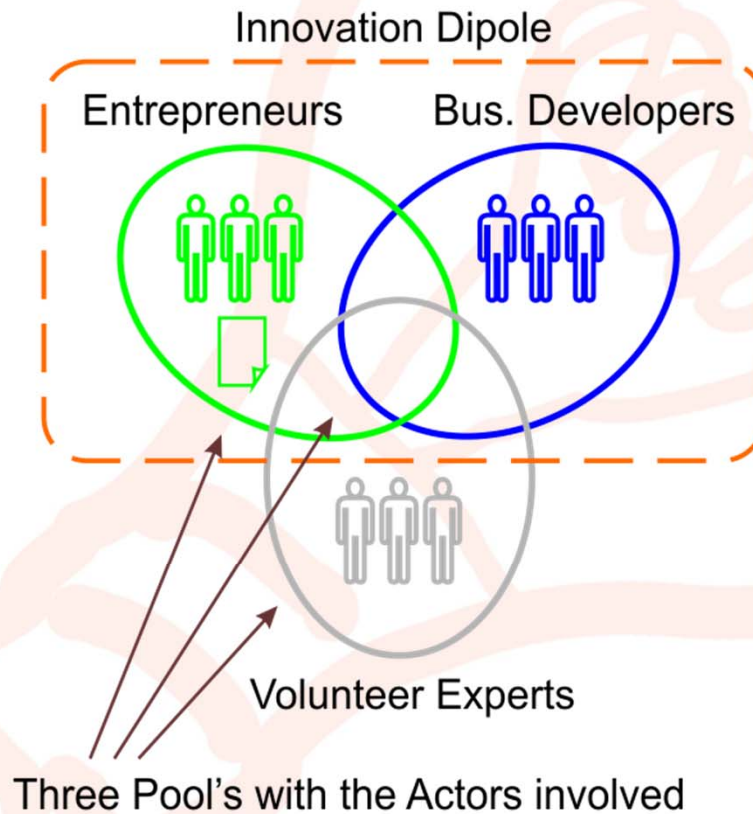 Innovation Dipole
Entrepreneurs
Bus. Developers
Volunteer Experts
Three Pool's with the Actors involved